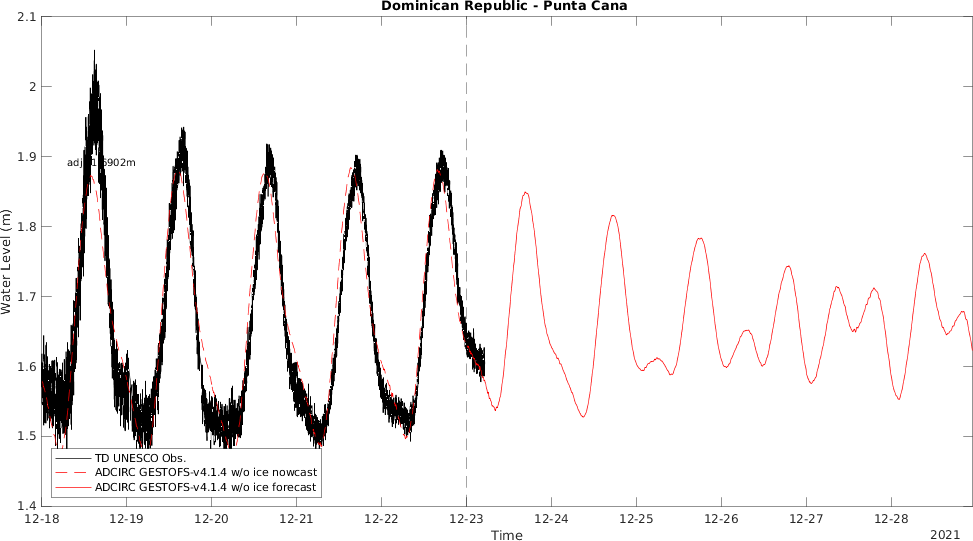 Dominican Republic - Punta Cana
2.1
2
1.9
1.8
1.7
1.6
1.5
1.4
Water Level (m)
TD UNESCO Obs.
ADCIRC GESTOFS-v4.1.4 w/o ice nowcast
ADCIRC GESTOFS-v4.1.4 w/o ice forecast
12-18 12-19 12-20 12-21 12-22 12-23 12-24 12-25 12-26 12-27 12-28
Time
2021